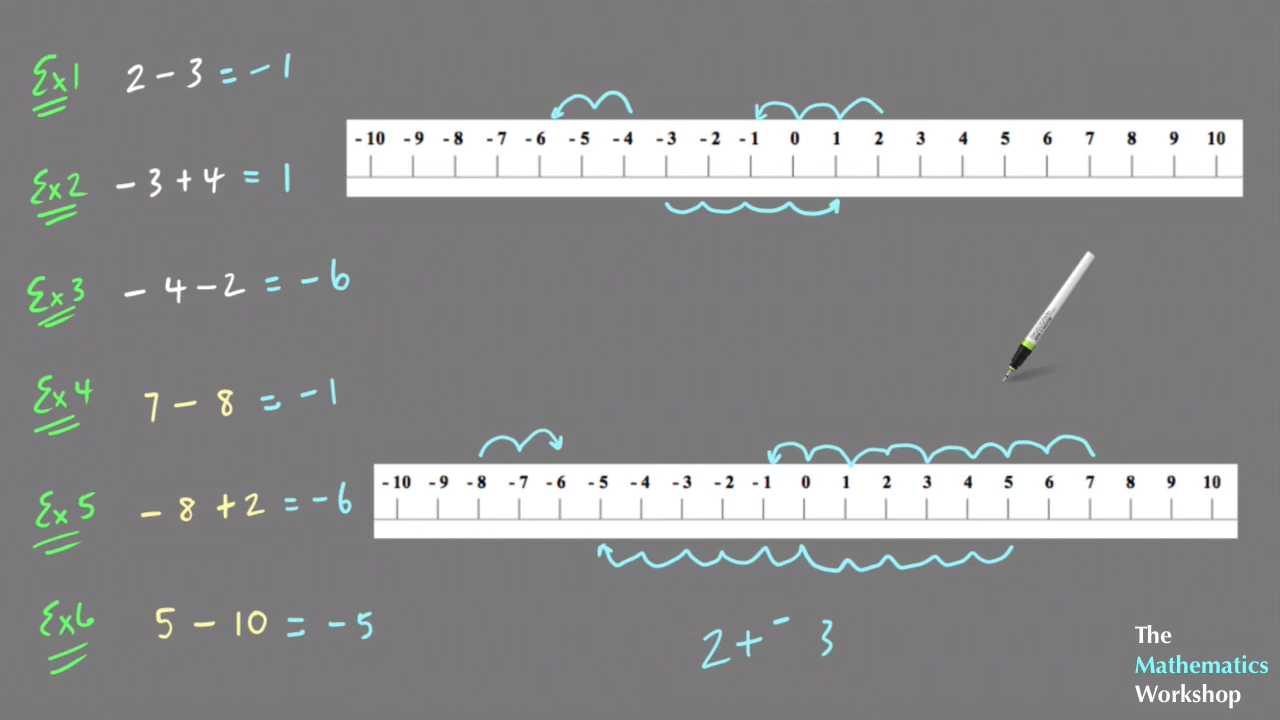 Ex1 2 - 3 = -1
-10 -9 -8 -7 -6 -5 -4 -3 -2 -1 0 1 2 3 4 5 6 7 8 9 10
Ex2 -3 + 4 = 1
Ex3 -4 - 2 = -6
Ex4 7 - 8 = -1
-10 -9 -8 -7 -6 -5 -4 -3 -2 -1 0 1 2 3 4 5 6 7 8 9 10
Ex5 -8 + 2 = -6
Ex6 5 - 10 = -5
2 + ⁻3
The
Mathematics
Workshop